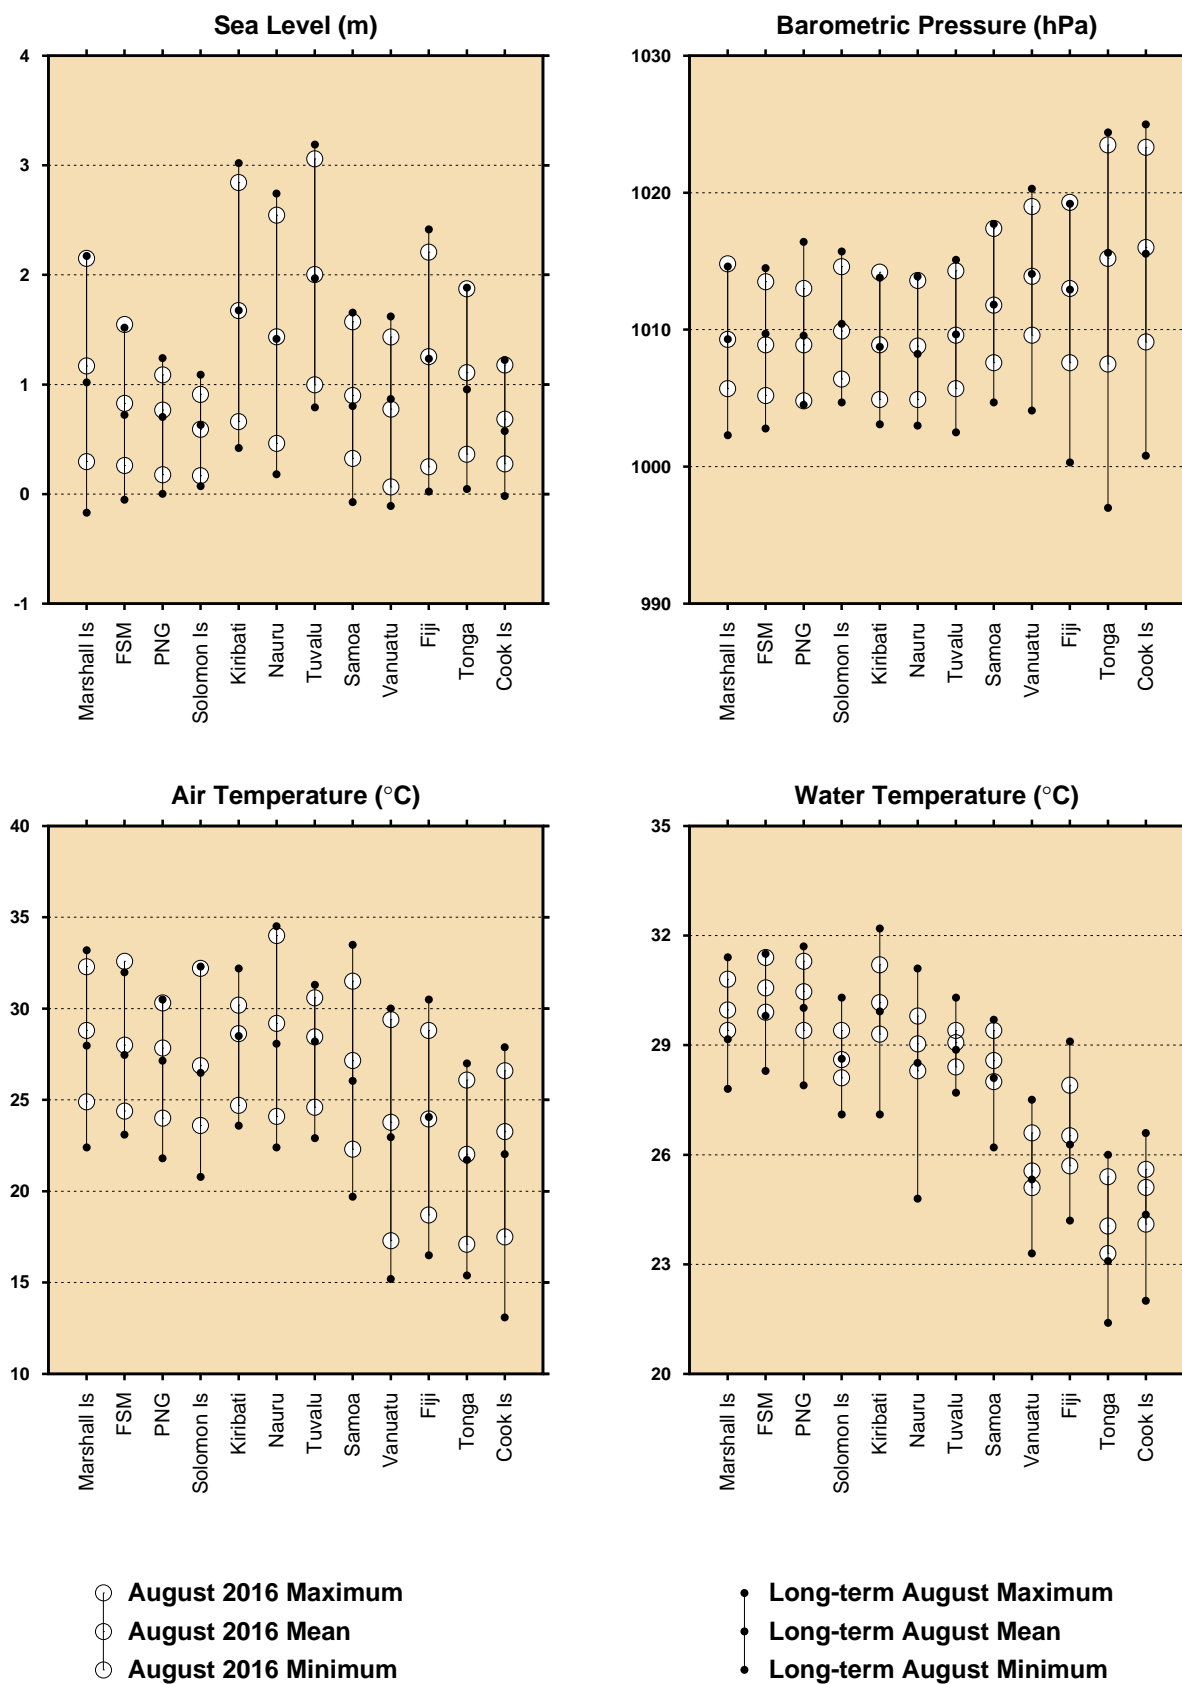 Sea Level (m)
4
3
2
1
0
-1
Marshall Is
FSM
PNG
Solomon Is
Kiribati
Nauru
Tuvalu
Samoa
Vanuatu
Fiji
Tonga
Cook Is
Barometric Pressure (hPa)
1030
1020
1010
1000
990
Marshall Is
FSM
PNG
Solomon Is
Kiribati
Nauru
Tuvalu
Samoa
Vanuatu
Fiji
Tonga
Cook Is
Air Temperature (°C)
40
35
30
25
20
15
10
Marshall Is
FSM
PNG
Solomon Is
Kiribati
Nauru
Tuvalu
Samoa
Vanuatu
Fiji
Tonga
Cook Is
Water Temperature (°C)
35
32
29
26
23
20
Marshall Is
FSM
PNG
Solomon Is
Kiribati
Nauru
Tuvalu
Samoa
Vanuatu
Fiji
Tonga
Cook Is
August 2016 Maximum
August 2016 Mean
August 2016 Minimum
Long-term August Maximum
Long-term August Mean
Long-term August Minimum